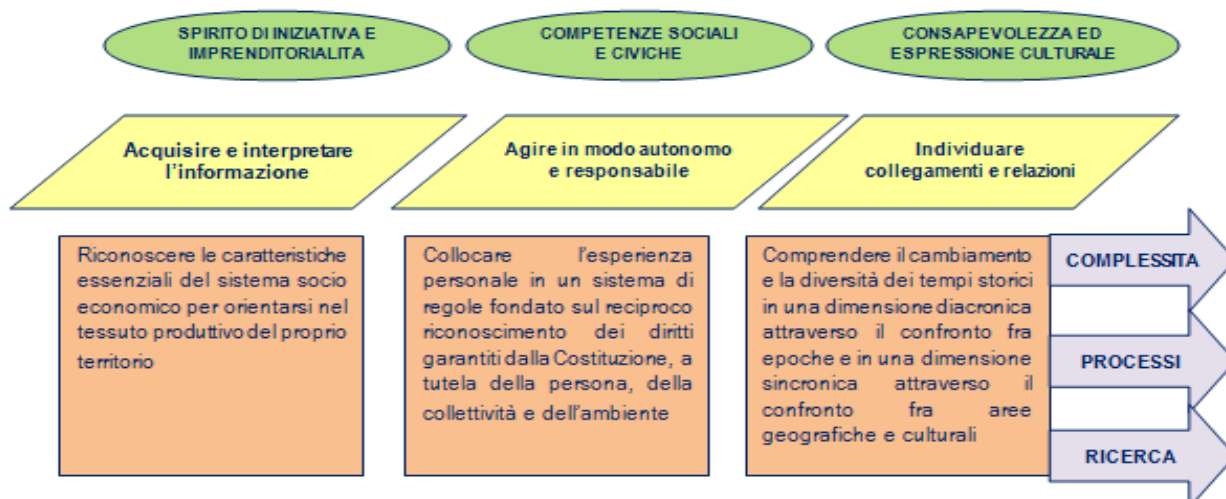 SPIRITO DI INIZIATIVA E
IMPRENDITORIALITA
COMPETENZE SOCIALI
E CIVICHE
CONSAPEVOLEZZA ED
ESPRESSIONE CULTURALE
Acquisire e interpretare
l'informazione
Agire in modo autonomo
e responsabile
Individuare
collegamenti e relazioni
Riconoscere le caratteristiche
essenziali del sistema socio
economico per orientarsi nel
tessuto produttivo del proprio
territorio
Collocare l'esperienza
personale in un sistema di
regole fondato sul reciproco
riconoscimento dei diritti
garantiti dalla Costituzione, a
tutela della persona, della
collettività e dell'ambiente
Comprendere il cambiamento
e la diversità dei tempi storici
in una dimensione diacronica
attraverso il confronto fra
epoche e in una dimensione
sincronica attraverso il
confronto fra aree
geografiche e culturali
COMPLESSITA
PROCESSI
RICERCA